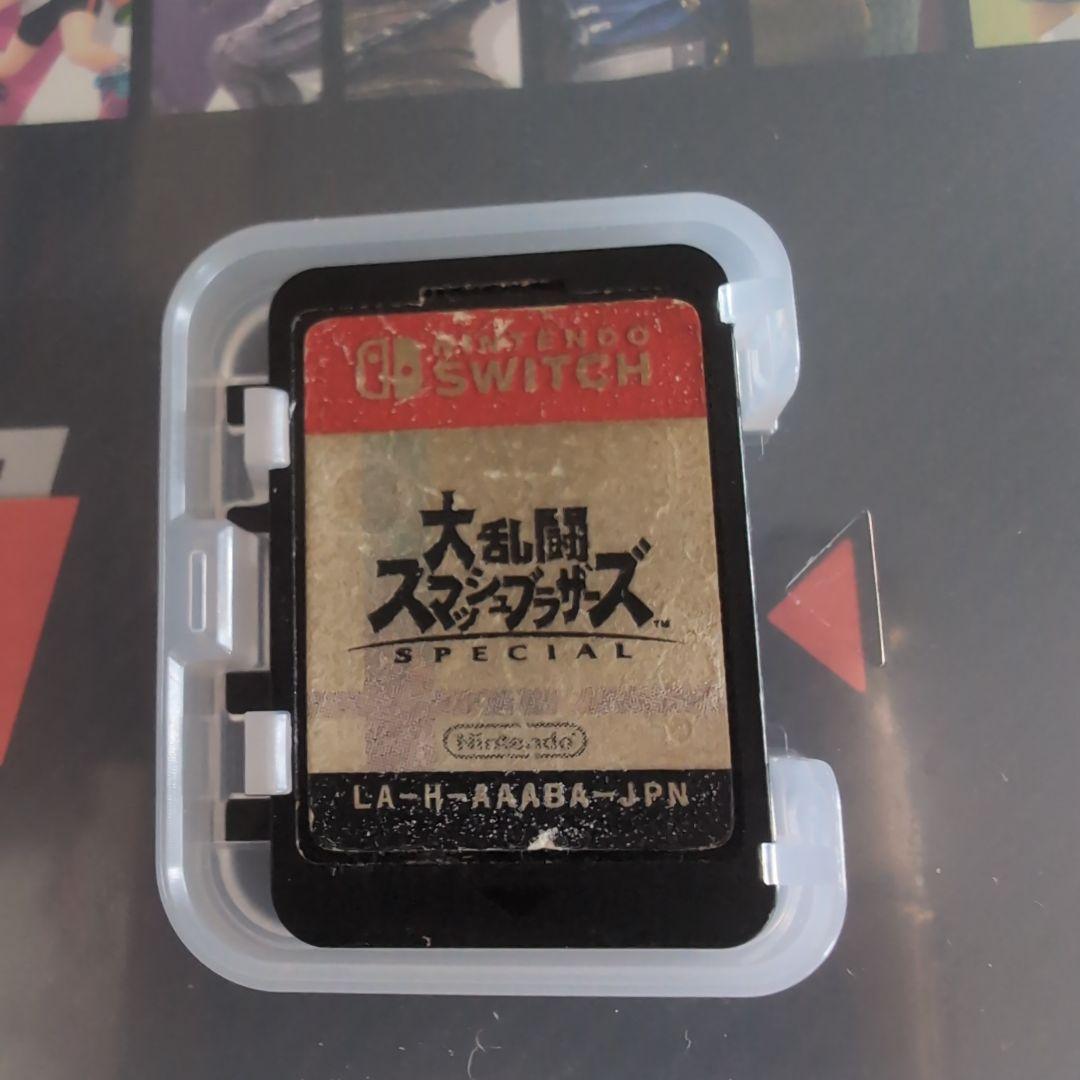 NINTENDO
SWITCH
大乱闘
スマッシュブラザーズ
TM
SPECIAL
Nintendo
LA-H-AAABA-JPN